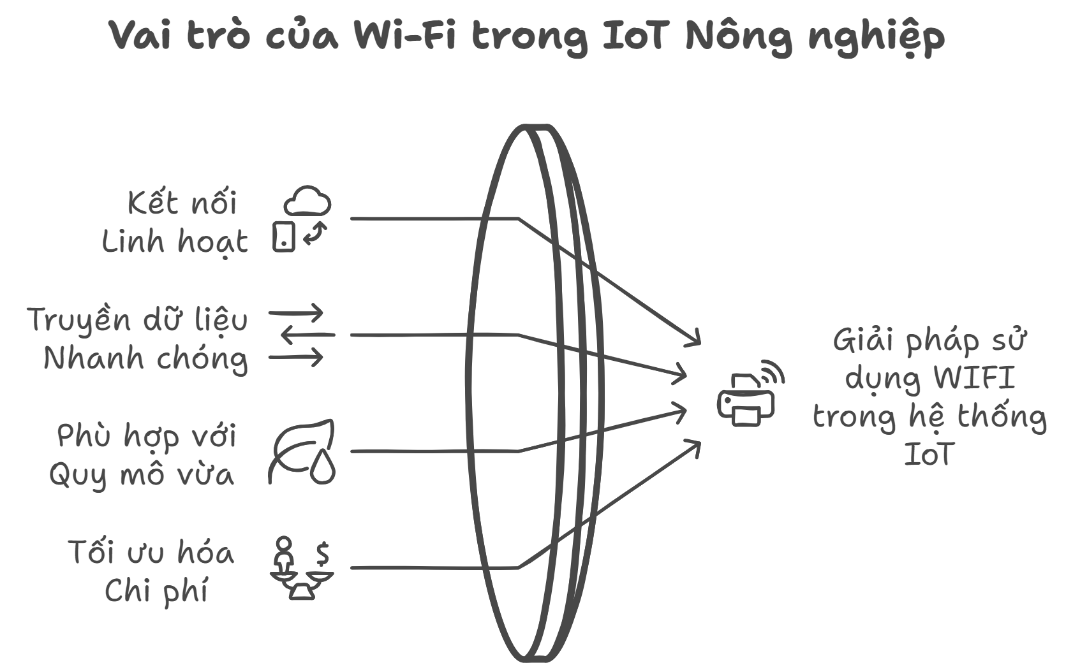 Vai trò của Wi-Fi trong IoT Nông nghiệp
Kết nối
Linh hoạt
Truyền dữ liệu
Nhanh chóng
Phù hợp với
Quy mô vừa
Tối ưu hóa
Chi phí
$
Giải pháp sử
dụng WIFI
trong hệ thống
IoT